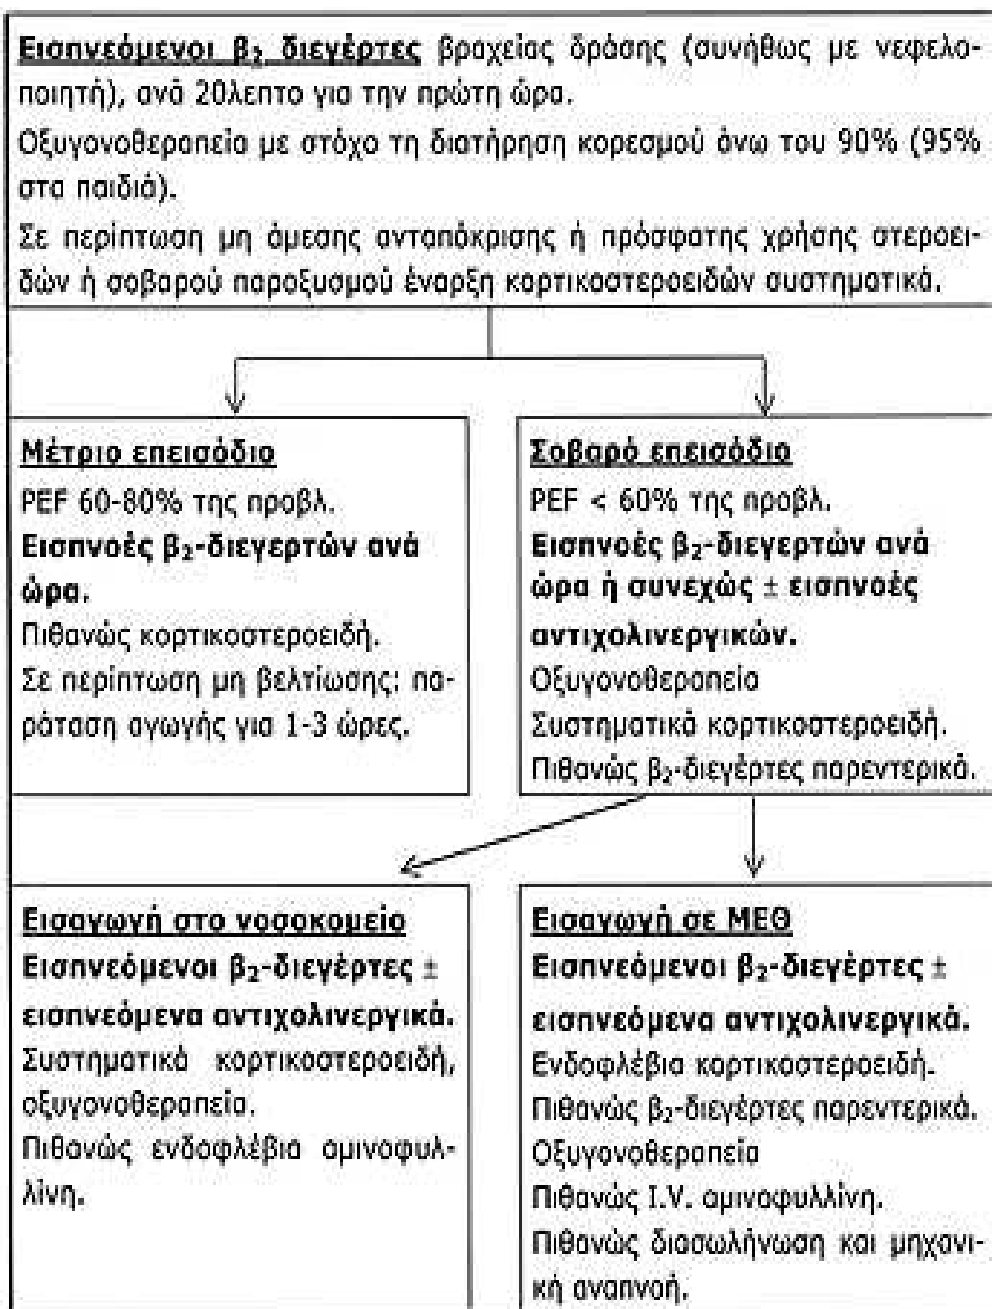 Εισπνεόμενοι β₂ διεγέρτες βραχείας δράσης (συνήθως με νεφελο-
ποιητή), ανά 20λεπτο για την πρώτη ώρα.
Οξυγονοθεραπεία με στόχο τη διατήρηση κορεσμού άνω του 90% (95%
στα παιδιά).
Σε περίπτωση μη άμεσης ανταπόκρισης ή πρόσφατης χρήσης στεροει-
δών ή σοβαρού παροξυσμού έναρξη κορτικοστεροειδών συστηματικά.
Μέτριο επεισόδιο
PEF 60-80% της προβλ.
Εισπνοές β₂-διεγερτών ανά
ώρα.
Πιθανώς κορτικοστεροειδή.
Σε περίπτωση μη βελτίωσης: πα-
ράταση αγωγής για 1-3 ώρες.
Σοβαρό επεισόδιο
PEF < 60% της προβλ.
Εισπνοές β₂-διεγερτών ανά
ώρα ή συνεχώς ± εισπνοές
αντιχολινεργικών.
Οξυγονοθεραπεία
Συστηματικά κορτικοστεροειδή.
Πιθανώς β₂-διεγέρτες παρεντερικά.
Εισαγωγή στο νοσοκομείο
Εισπνεόμενοι β₂-διεγέρτες ±
εισπνεόμενα αντιχολινεργικά.
Συστηματικά κορτικοστεροειδή,
οξυγονοθεραπεία.
Πιθανώς ενδοφλέβια αμινοφυλ-
λίνη.
Εισαγωγή σε ΜΕΘ
Εισπνεόμενοι β₂-διεγέρτες ±
εισπνεόμενα αντιχολινεργικά.
Ενδοφλέβια κορτικοστεροειδή.
Πιθανώς β₂-διεγέρτες παρεντερικά.
Οξυγονοθεραπεία
Πιθανώς I.V. αμινοφυλλίνη.
Πιθανώς διασωλήνωση και μηχανι-
κή αναπνοή.